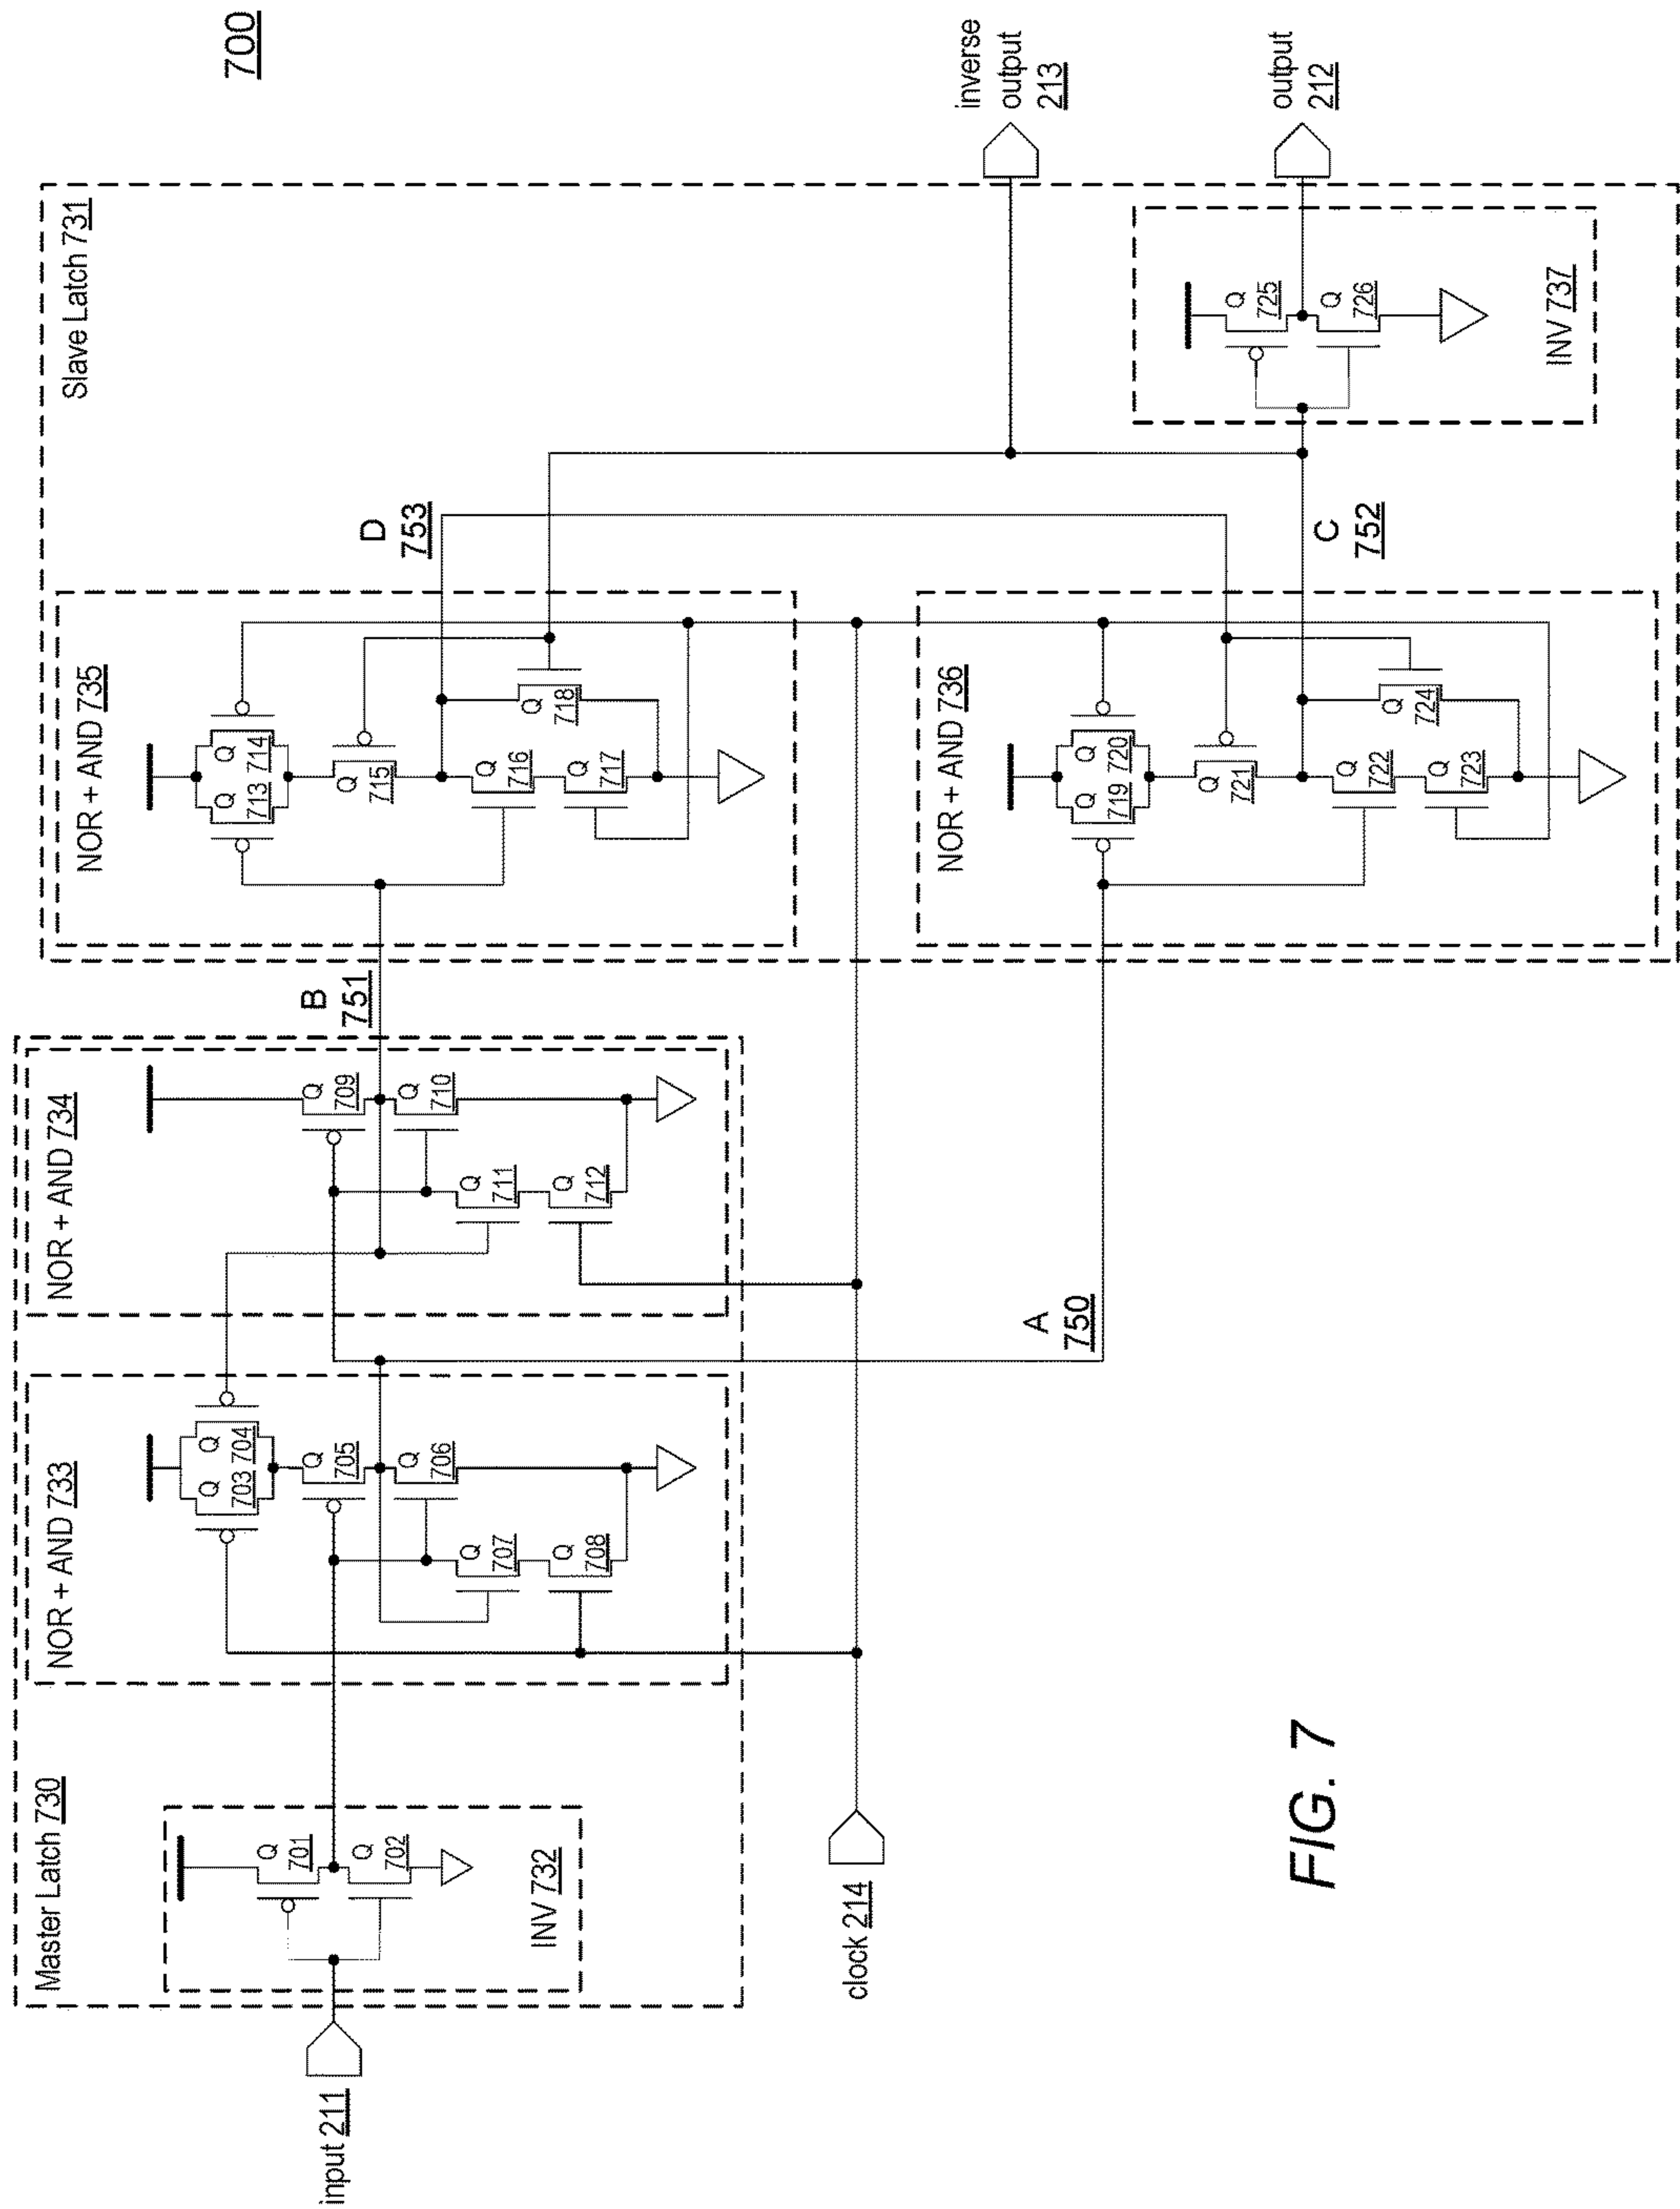 700
Master Latch 730
input 211
INV 732
Q
701
Q
702
clock 214
NOR + AND 733
Q
703
Q
704
Q
705
Q
706
Q
707
Q
708
NOR + AND 734
Q
709
Q
710
Q
711
Q
712
A
750
B
751
Slave Latch 731
NOR + AND 735
Q
713
Q
714
Q
715
Q
716
Q
717
Q
718
D
753
NOR + AND 736
Q
719
Q
720
Q
721
Q
722
Q
723
Q
724
C
752
INV 737
Q
725
Q
726
inverse
output
213
output
212
FIG. 7